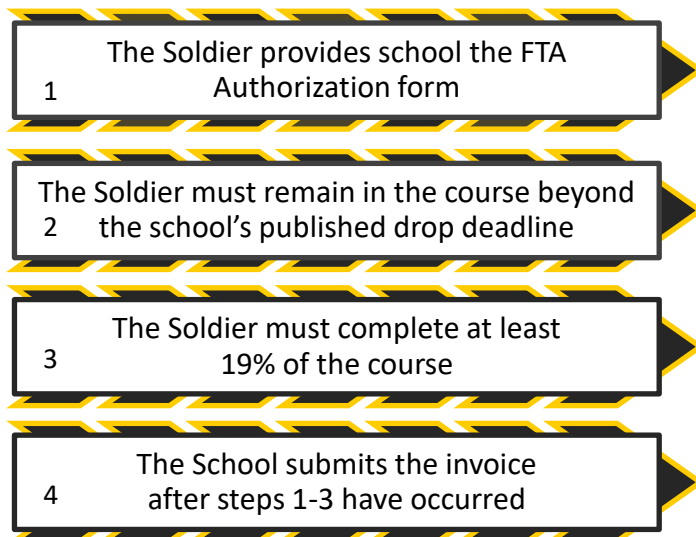 The Soldier provides school the FTA
1 Authorization form
The Soldier must remain in the course beyond
2 the school's published drop deadline
The Soldier must complete at least
3 19% of the course
The School submits the invoice
4 after steps 1-3 have occurred